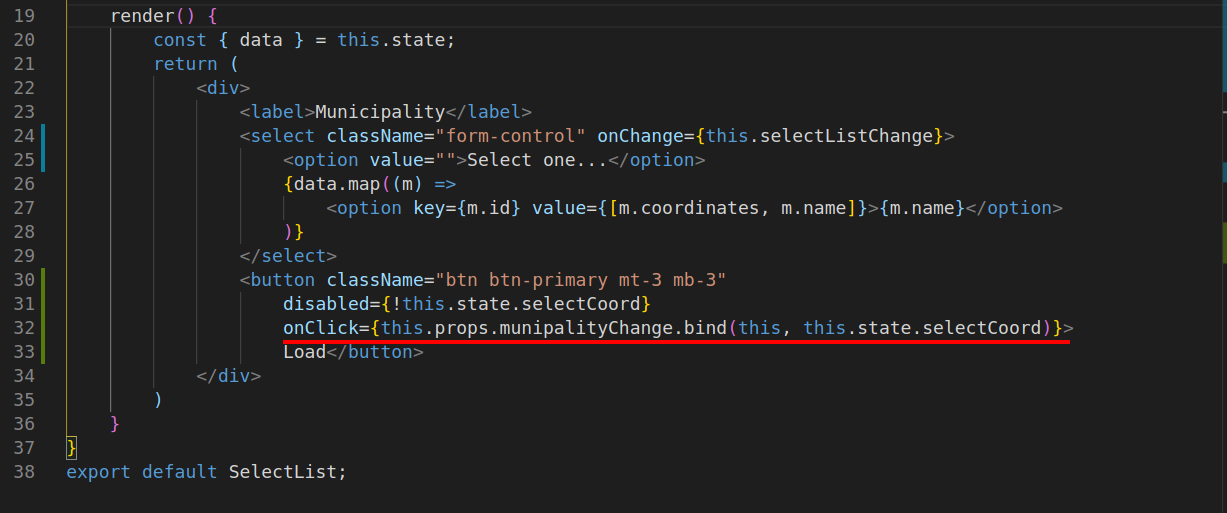 19 render() {
20 const { data } = this.state;
21 return (
22 <div>
23 <label>Municipality</label>
24 <select className="form-control" onChange={this.selectListChange}>
25 <option value="">Select one...</option>
26 {data.map((m) =>
27 <option key={m.id} value={[m.coordinates, m.name]}>{m.name}</option>
28 )}
29 </select>
30 <button className="btn btn-primary mt-3 mb-3"
31 disabled={!this.state.selectCoord}
32 onClick={this.props.munipalityChange.bind(this, this.state.selectCoord)}>
33 Load</button>
34 </div>
35 )
36 }
37 }
38 export default SelectList;